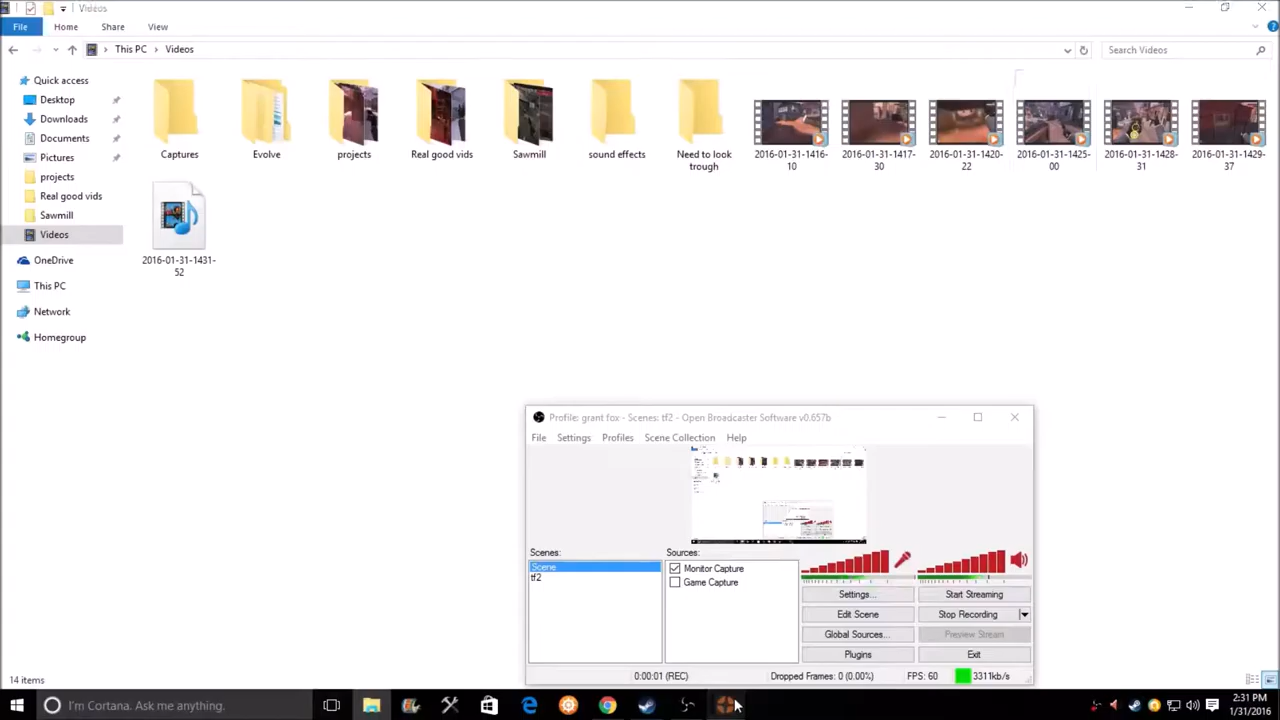 Videos
File Home Share View
This PC Videos Search Videos
Quick access
Desktop
Downloads
Documents
Pictures
projects
Real good vids
Sawmill
Videos
OneDrive
This PC
Network
Homegroup
Captures
Evolve
projects
Real good vids
Sawmill
sound effects
Need to look
trough
2016-01-31-1416-
10
2016-01-31-1417-
30
2016-01-31-1420-
22
2016-01-31-1425-
00
2016-01-31-1428-
31
2016-01-31-1429-
37
2016-01-31-1431-
52
Profile: grant fox - Scenes: tf2 - Open Broadcaster Software v0.657b
File Settings Profiles Scene Collection Help
Scenes:
Scene
tf2
Sources:
Monitor Capture
Game Capture
Settings... Start Streaming
Edit Scene Stop Recording
Global Sources... Preview Stream
Plugins Exit
0:00:01 (REC) Dropped Frames: 0 (0.00%) FPS: 60 3311kb/s
14 items
I'm Cortana. Ask me anything.
2:31 PM
1/31/2016